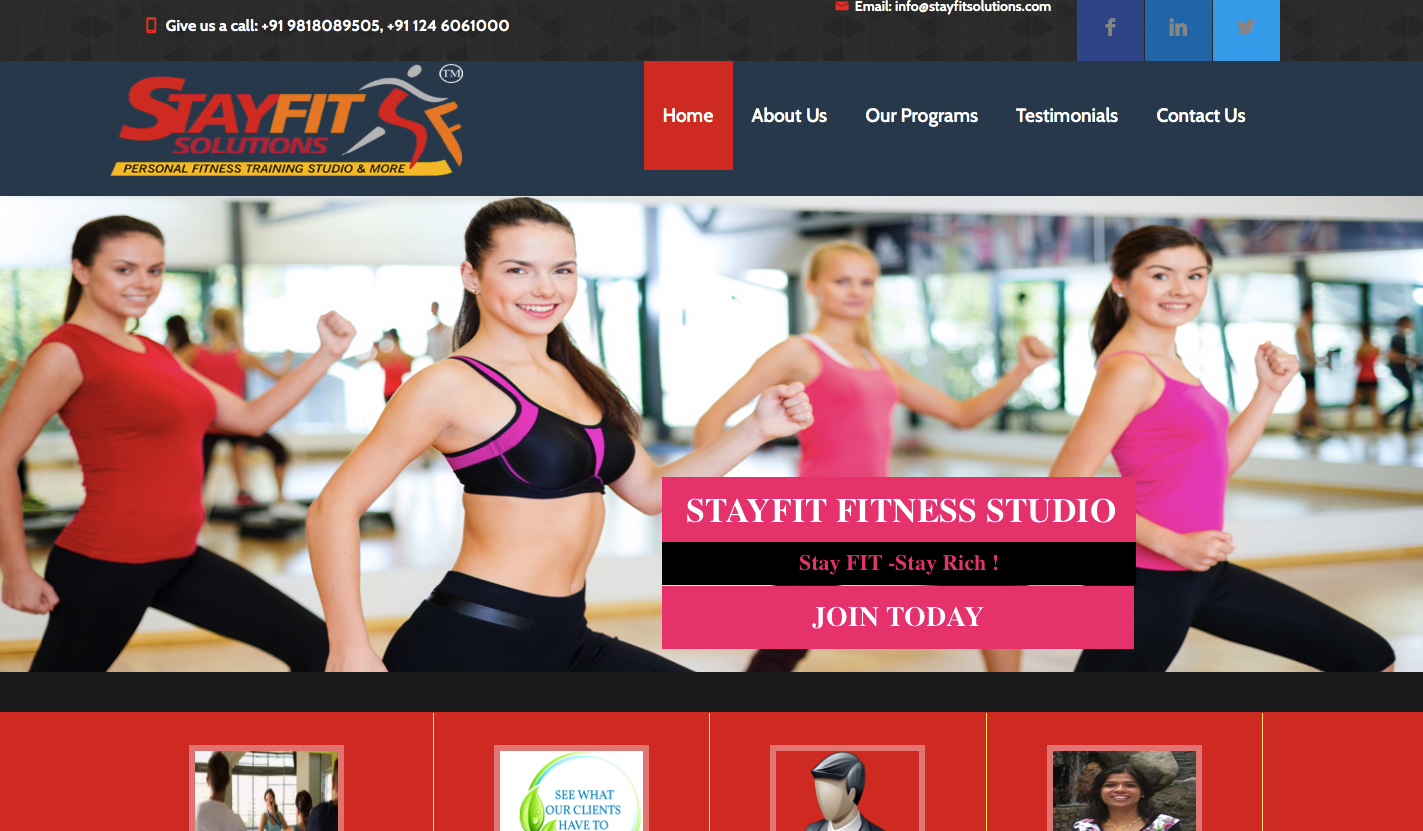 Give us a call: +91 9818089505, +91 124 6061000
Email: info@stayfitsolutions.com
STAYFIT
TM
SOLUTIONS
PERSONAL FITNESS TRAINING STUDIO & MORE
Home
About Us
Our Programs
Testimonials
Contact Us
STAYFIT FITNESS STUDIO
Stay FIT -Stay Rich !
JOIN TODAY
SEE WHAT
OUR CLIENTS
HAVE TO